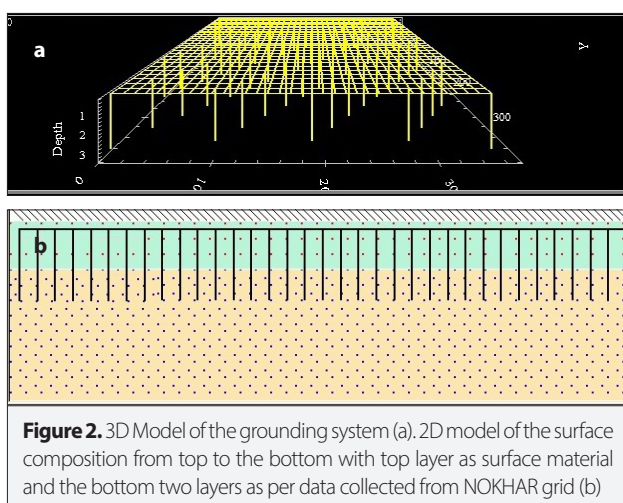 a
Y
300
1
2
3
Depth
0
b
Figure 2. 3D Model of the grounding system (a). 2D model of the surface
composition from top to the bottom with top layer as surface material
and the bottom two layers as per data collected from NOKHAR grid (b)